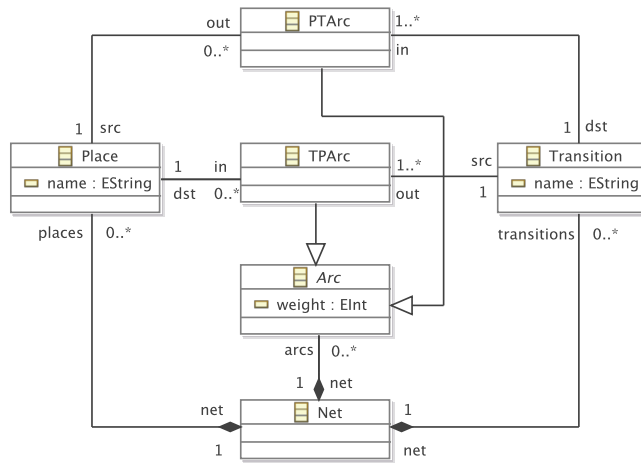 PTArc
out
1..*
0..*
in
1
src
1
dst
Place
name : EString
TPArc
Transition
name : EString
1
in
1..*
src
dst
0..*
out
1
places
0..*
transitions
0..*
Arc
weight : EInt
arcs
0..*
1
net
net
Net
1
1
net